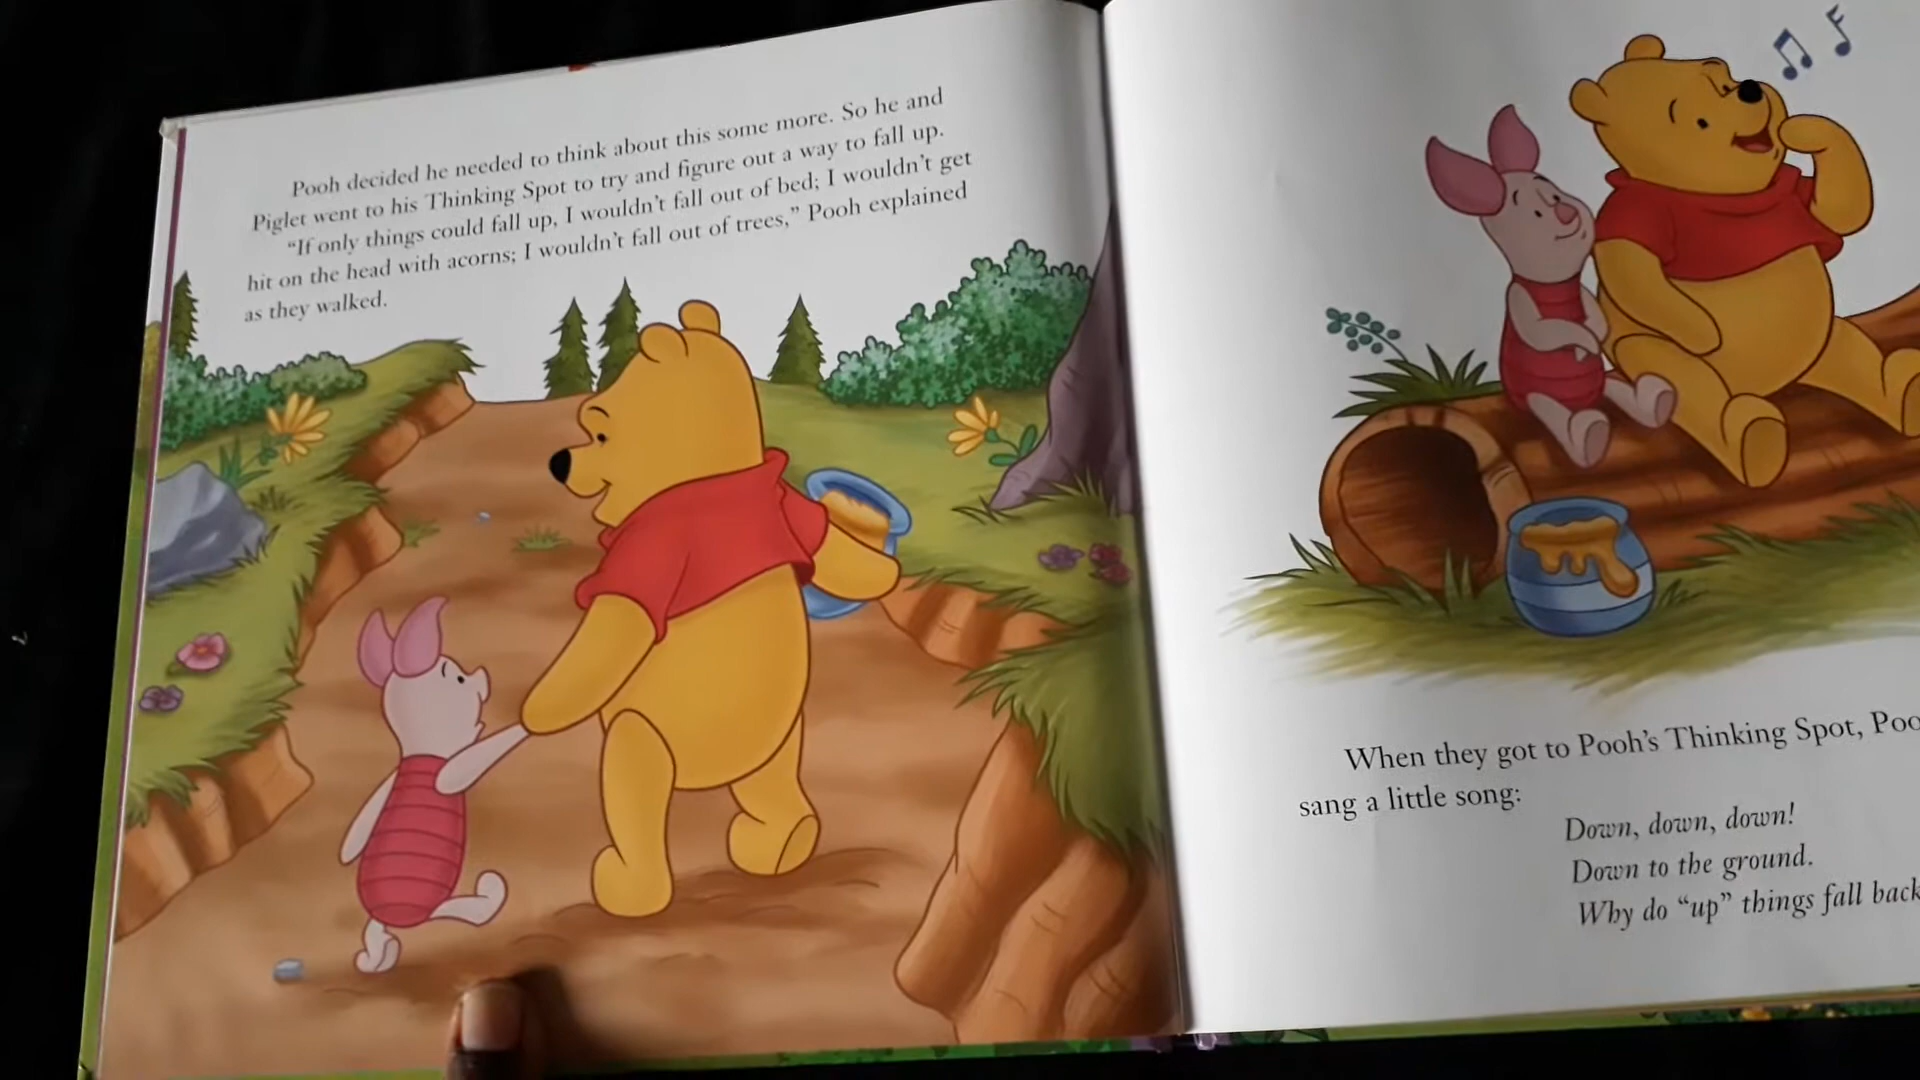 Pooh decided he needed to think about this some more. So he and
Piglet went to his Thinking Spot to try and figure out a way to fall up.
“If only things could fall up, I wouldn’t fall out of bed; I wouldn’t get
hit on the head with acorns; I wouldn’t fall out of trees,” Pooh explained
as they walked.
When they got to Pooh’s Thinking Spot, Poo
sang a little song:
Down, down, down!
Down to the ground.
Why do “up” things fall back